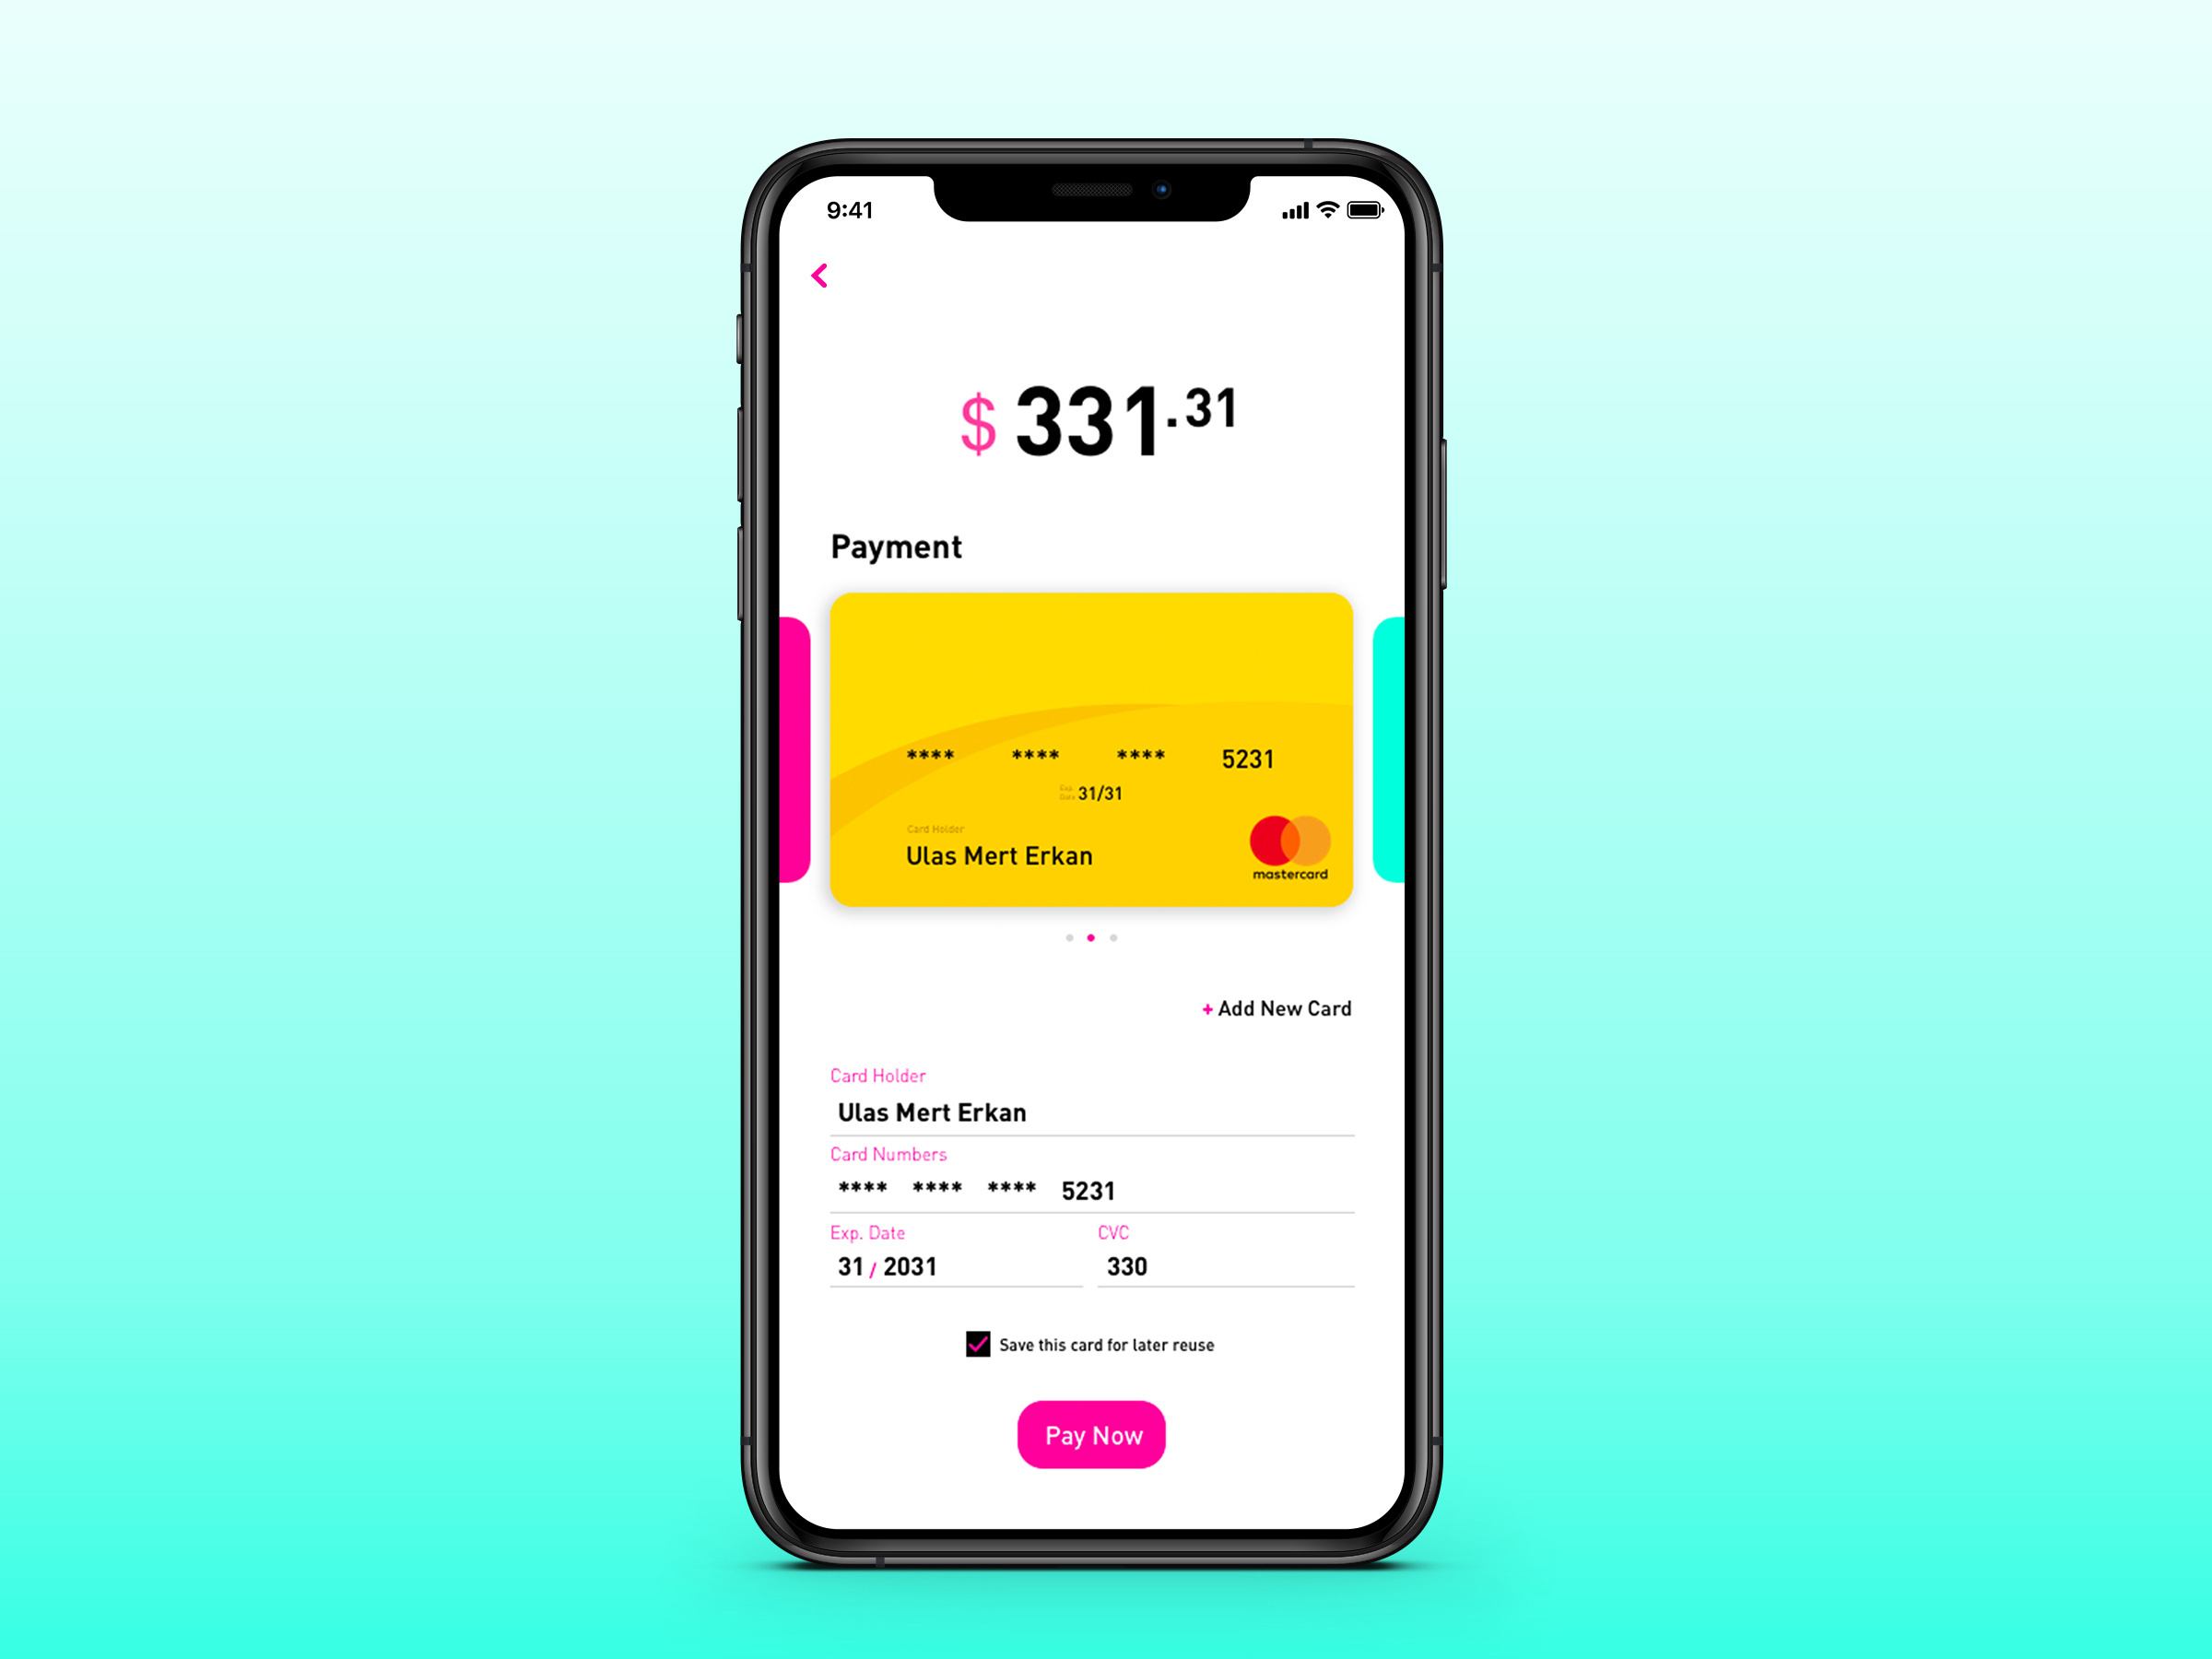 9:41
$ 331.31
Payment
**** **** **** 5231
Exp. Date 31/31
Card Holder
Ulas Mert Erkan
mastercard
+ Add New Card
Card Holder
Ulas Mert Erkan
Card Numbers
**** **** **** 5231
Exp. Date CVC
31 / 2031 330
Save this card for later reuse
Pay Now